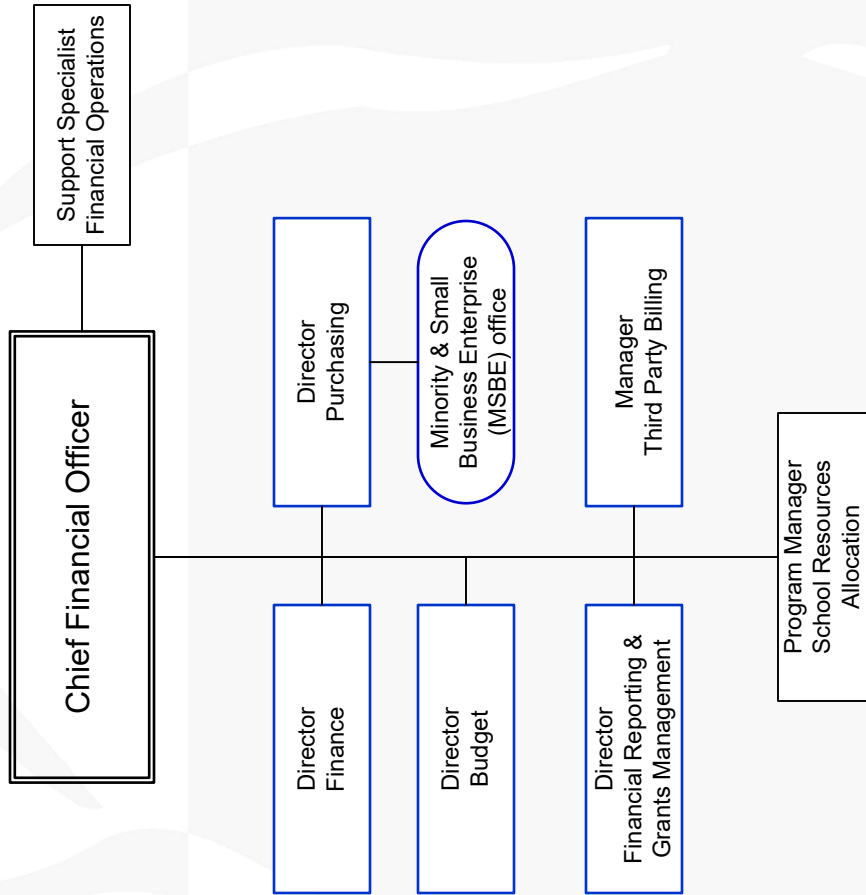 Chief Financial Officer
Support Specialist
Financial Operations
Director
Finance
Director
Purchasing
Director
Budget
Minority & Small
Business Enterprise
(MSBE) office
Director
Financial Reporting &
Grants Management
Manager
Third Party Billing
Program Manager
School Resources
Allocation